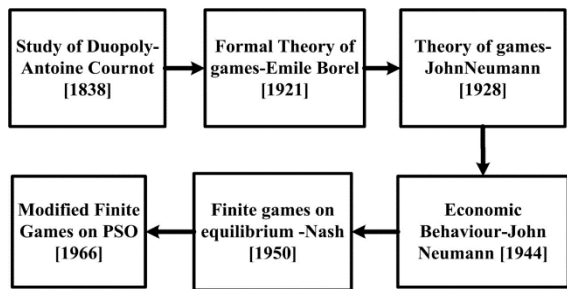 Study of Duopoly-
Antoine Cournot
[1838]
Formal Theory of
games-Emile Borel
[1921]
Theory of games-
JohnNeumann
[1928]
Economic
Behaviour-John
Neumann [1944]
Finite games on
equilibrium -Nash
[1950]
Modified Finite
Games on PSO
[1966]